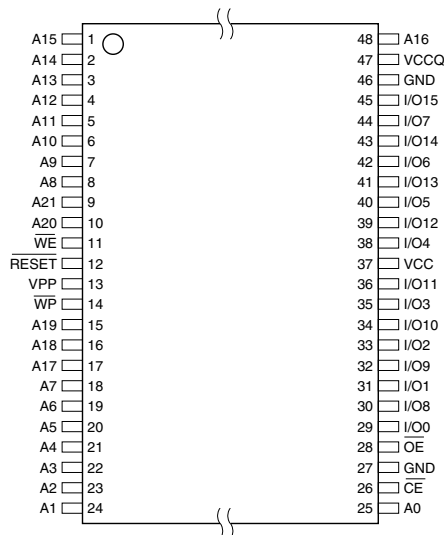 A15 1 48 A16
A14 2 47 VCCQ
A13 3 46 GND
A12 4 45 I/O15
A11 5 44 I/O7
A10 6 43 I/O14
A9 7 42 I/O6
A8 8 41 I/O13
A21 9 40 I/O5
A20 10 39 I/O12
WE 11 38 I/O4
RESET 12 37 VCC
VPP 13 36 I/O11
WP 14 35 I/O3
A19 15 34 I/O10
A18 16 33 I/O2
A17 17 32 I/O9
A7 18 31 I/O1
A6 19 30 I/O8
A5 20 29 I/O0
A4 21 28 OE
A3 22 27 GND
A2 23 26 CE
A1 24 25 A0